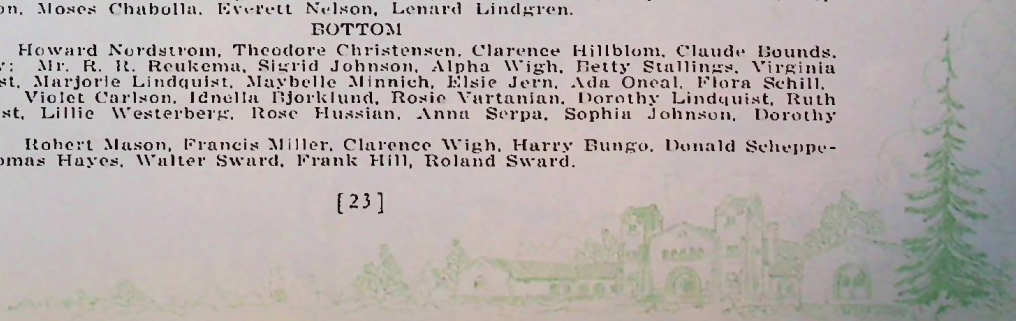 on, Moses Chabolla, Everett Nelson, Lenard Lindgren.
BOTTOM
Howard Nordstrom, Theodore Christensen, Clarence Hillblom, Claude Bounds.
Mr. R. R. Reukema, Sigrid Johnson, Alpha Wigh, Betty Stallings, Virginia
st, Marjorie Lindquist, Maybelle Minnich, Elsie Jern, Ada Oneal, Flora Schill,
Violet Carlson, Idnella Bjorklund, Rosie Vartanian, Dorothy Lindquist, Ruth
st, Lillie Westerberg, Rose Hussian, Anna Serpa, Sophia Johnson, Dorothy
Robert Mason, Francis Miller, Clarence Wigh, Harry Bungo, Donald Scheppe-
omas Hayes, Walter Sward, Frank Hill, Roland Sward.
[23]